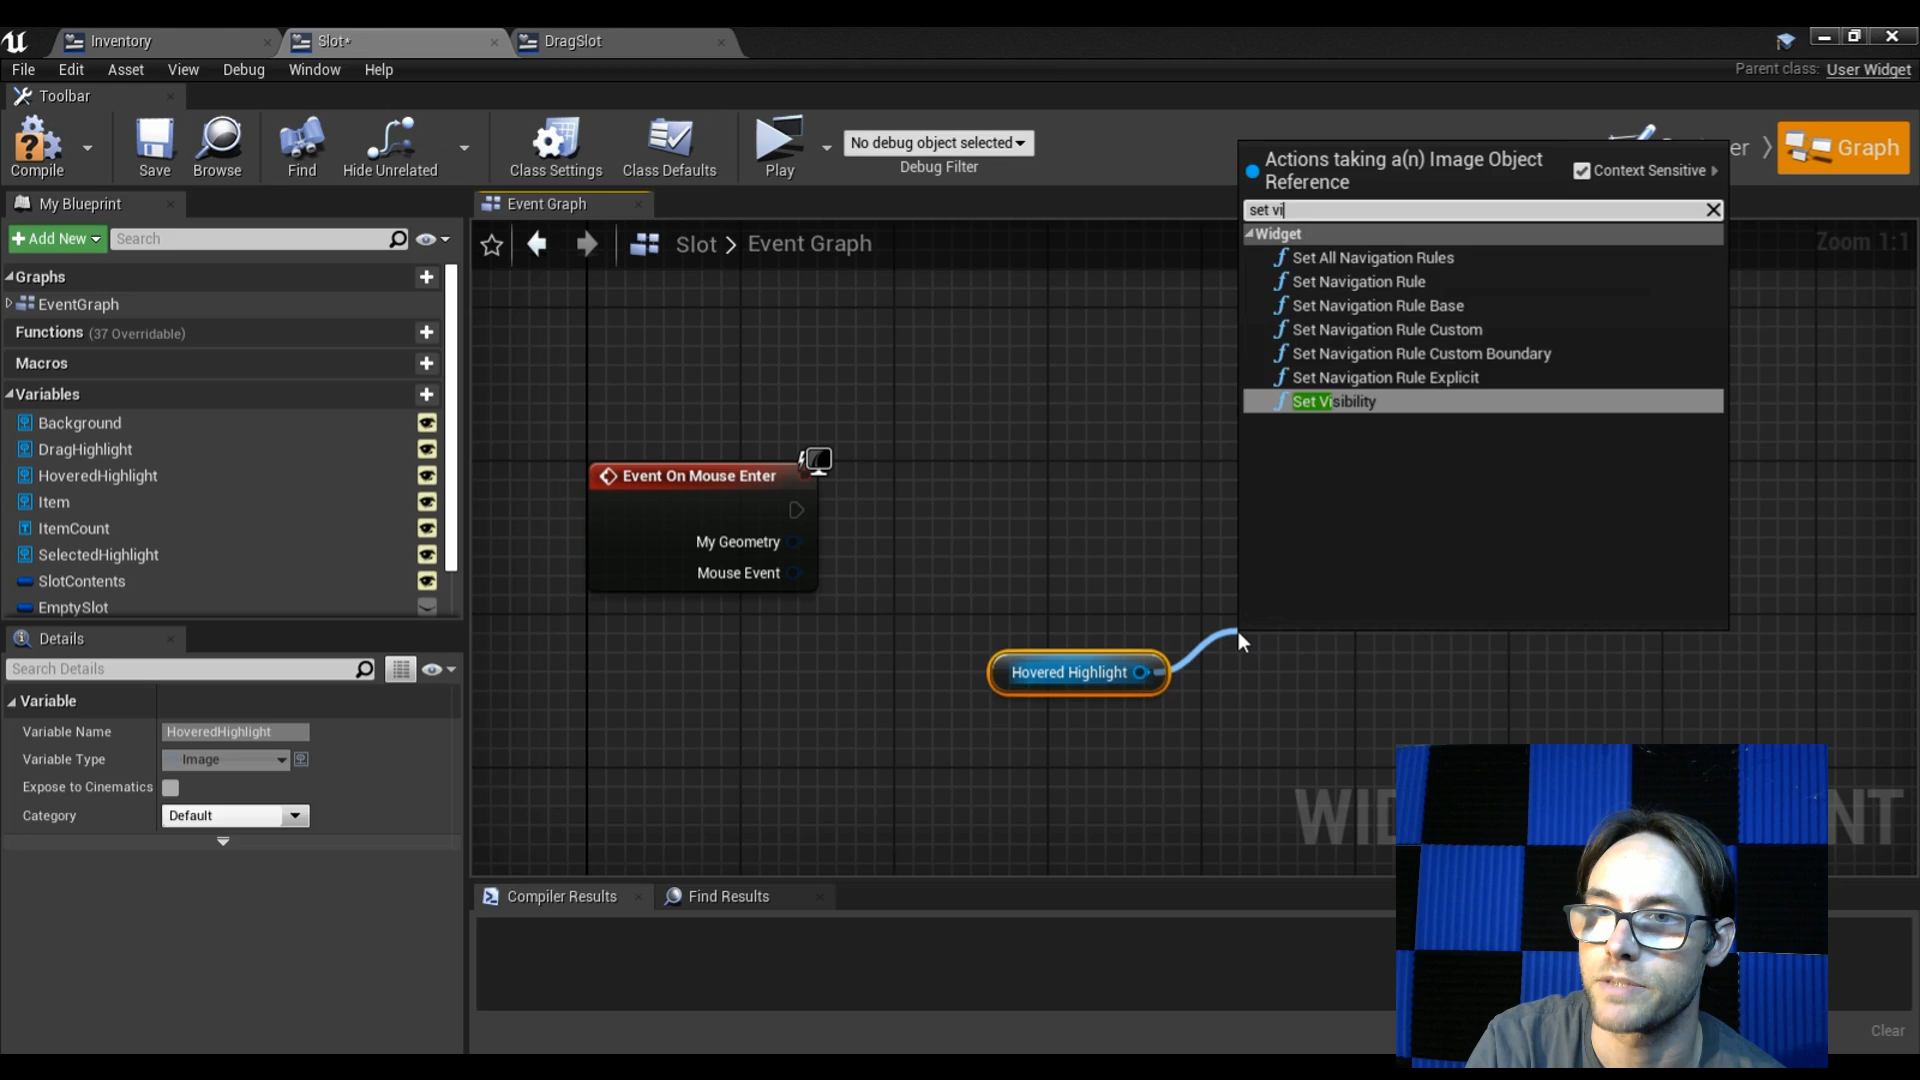 Inventory
Slot*
DragSlot
File Edit Asset View Debug Window Help
Parent class: User Widget
Toolbar
Compile
Save
Browse
Find
Hide Unrelated
Class Settings
Class Defaults
Play
No debug object selected
Debug Filter
er
Graph
My Blueprint
Add New
Search
Graphs
EventGraph
Functions (37 Overridable)
Macros
Variables
Background
DragHighlight
HoveredHighlight
Item
ItemCount
SelectedHighlight
SlotContents
EmptySlot
Details
Search Details
Variable
Variable Name HoveredHighlight
Variable Type Image
Expose to Cinematics
Category Default
Event Graph
Slot > Event Graph
Zoom 1:1
Event On Mouse Enter
My Geometry
Mouse Event
Hovered Highlight
Actions taking a(n) Image Object
Reference
Context Sensitive
set vi
Widget
Set All Navigation Rules
Set Navigation Rule
Set Navigation Rule Base
Set Navigation Rule Custom
Set Navigation Rule Custom Boundary
Set Navigation Rule Explicit
Set Visibility
Compiler Results
Find Results
Clear